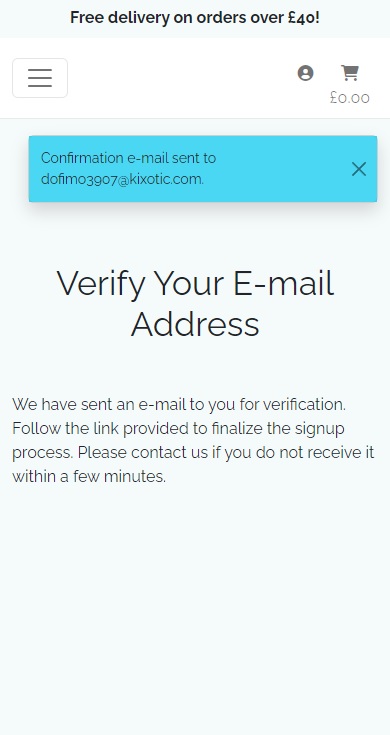 Free delivery on orders over £40!
£0.00
Confirmation e-mail sent to
dofimo3907@kixotic.com.
Verify Your E-mail
Address
We have sent an e-mail to you for verification.
Follow the link provided to finalize the signup
process. Please contact us if you do not receive it
within a few minutes.